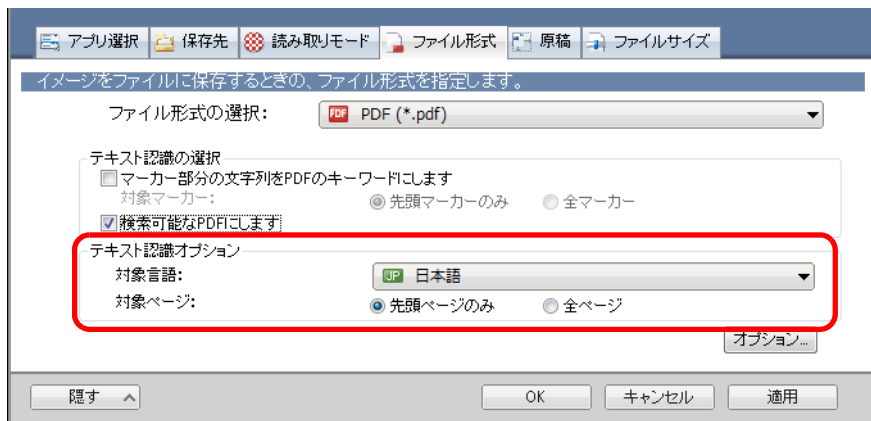 アプリ選択 保存先 読み取りモード ファイル形式 原稿 ファイルサイズ
イメージをファイルに保存するときの、ファイル形式を指定します。
ファイル形式の選択: PDF PDF (*.pdf)
テキスト認識の選択
マーカー部分の文字列をPDFのキーワードにします
対象マーカー: 先頭マーカーのみ 全マーカー
検索可能なPDFにします
テキスト認識オプション
対象言語: JP 日本語
対象ページ: 先頭ページのみ 全ページ
オプション...
隠す OK キャンセル 適用